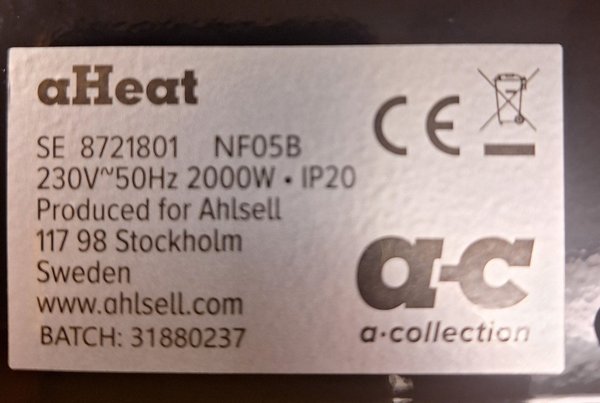 aHeat
CE
SE 8721801 NF05B
230V~50Hz 2000W • IP20
Produced for Ahlsell
117 98 Stockholm
Sweden
www.ahlsell.com
BATCH: 31880237
a-c
a·collection